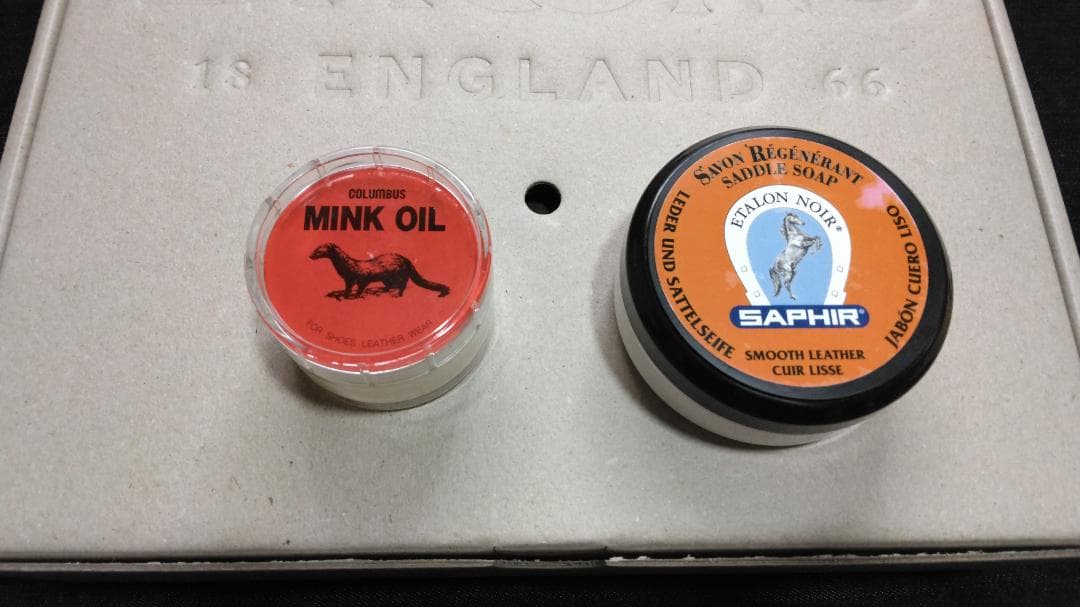 18 ENGLAND 66
COLUMBUS
MINK OIL
FOR SHOES LEATHER WEAR
SAVON RÉGÉNÉRANT
SADDLE SOAP
ETALON NOIR®
SAPHIR®
LEDER UND SATTELSEIFE
JABÓN CUERO LISO
SMOOTH LEATHER
CUIR LISSE